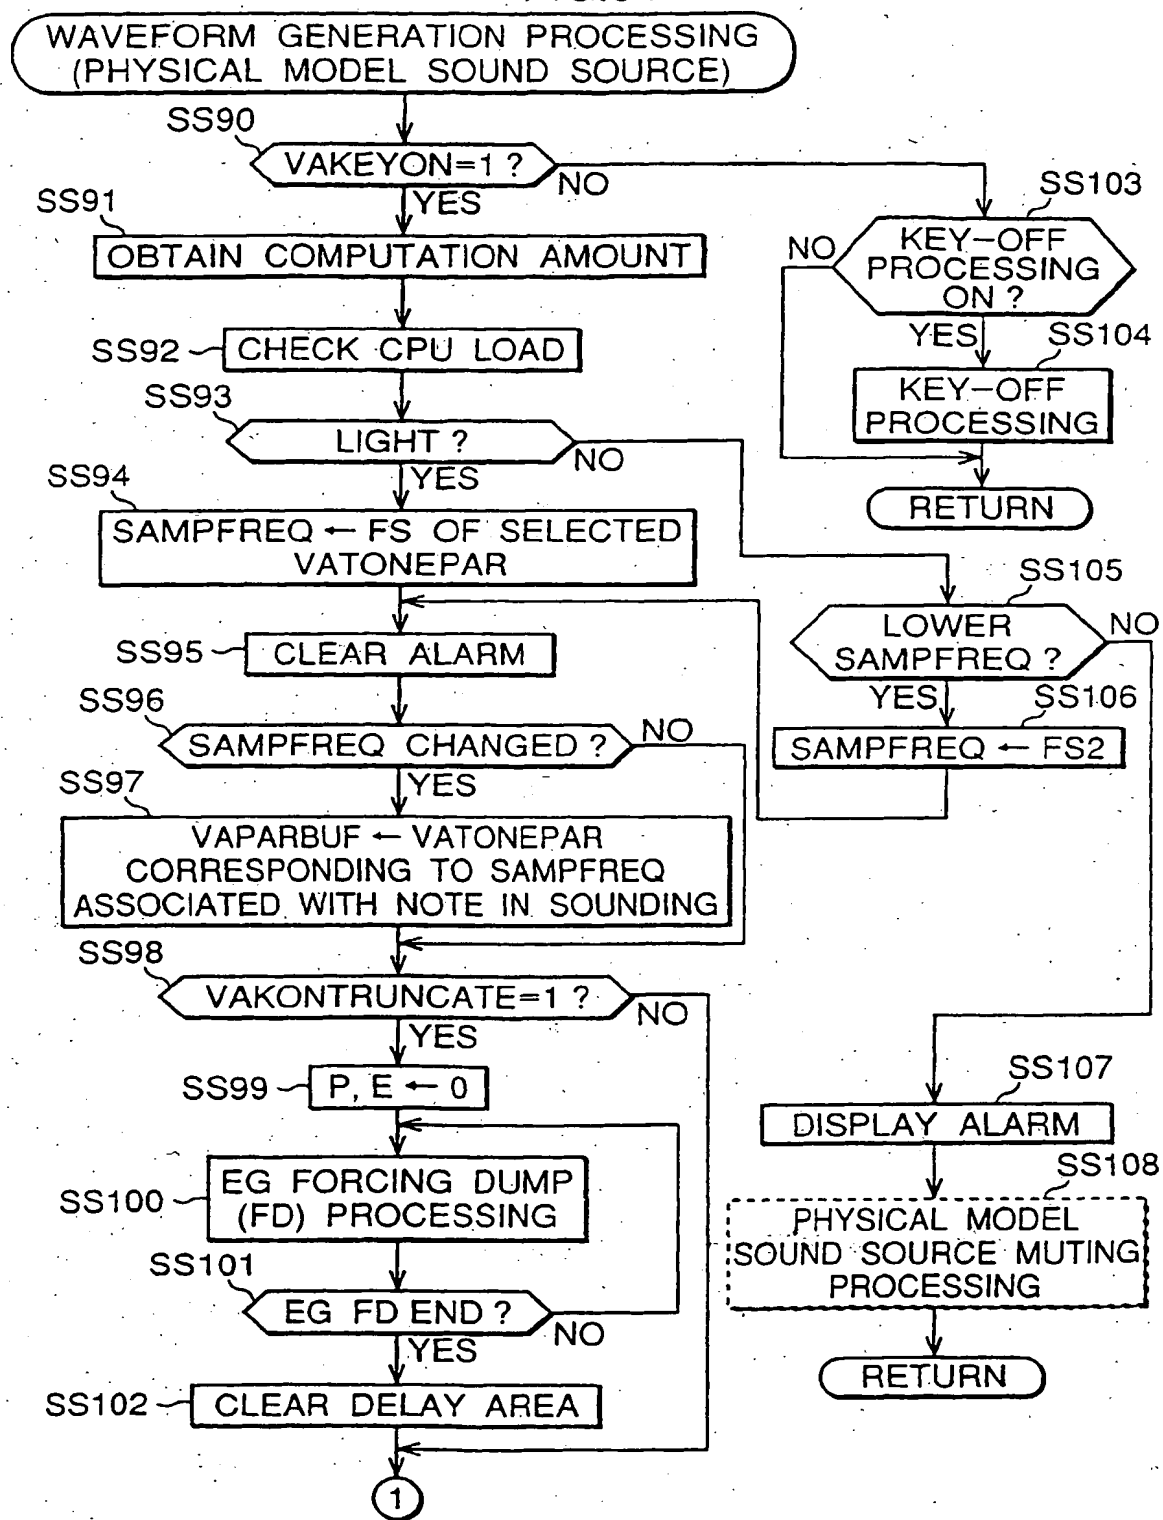 WAVEFORM GENERATION PROCESSING
(PHYSICAL MODEL SOUND SOURCE)
SS90
VAKEYON=1 ?
NO
YES
SS91
OBTAIN COMPUTATION AMOUNT
SS92
CHECK CPU LOAD
SS93
LIGHT ?
NO
YES
SS94
SAMPFREQ ← FS OF SELECTED
VATONEPAR
SS95
CLEAR ALARM
SS96
SAMPFREQ CHANGED ?
NO
YES
SS97
VAPARBUF ← VATONEPAR
CORRESPONDING TO SAMPFREQ
ASSOCIATED WITH NOTE IN SOUNDING
SS98
VAKONTRUNCATE=1 ?
NO
YES
SS99
P, E ← 0
SS100
EG FORCING DUMP
(FD) PROCESSING
SS101
EG FD END ?
NO
YES
SS102
CLEAR DELAY AREA
1
SS103
KEY-OFF
PROCESSING
ON ?
NO
YES
SS104
KEY-OFF
PROCESSING
RETURN
SS105
LOWER
SAMPFREQ ?
NO
YES
SS106
SAMPFREQ ← FS2
SS107
DISPLAY ALARM
SS108
PHYSICAL MODEL
SOUND SOURCE MUTING
PROCESSING
RETURN